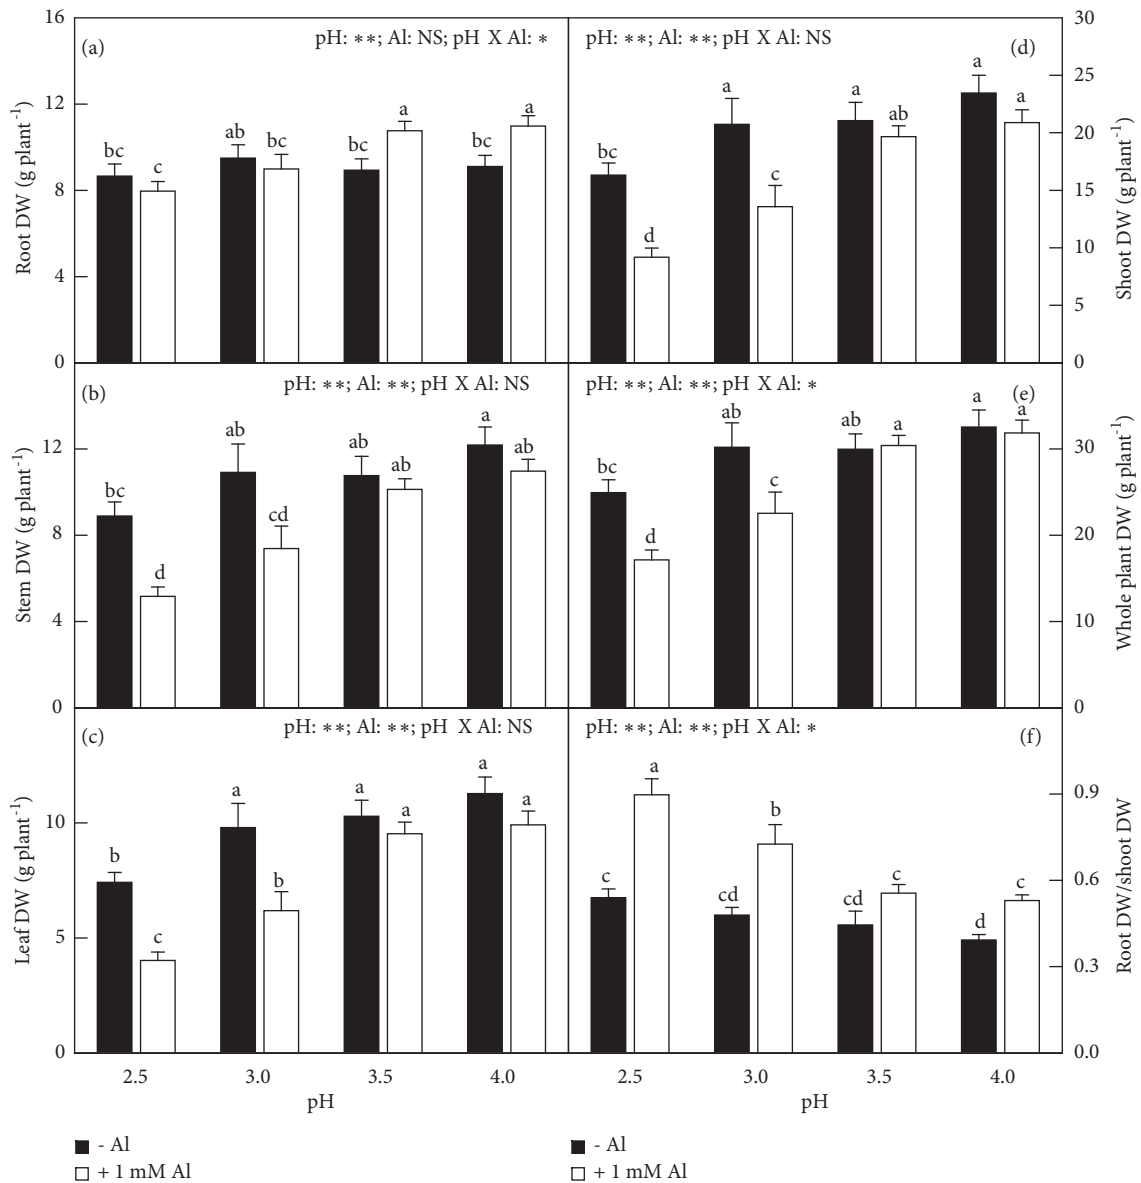 16
12
8
4
0
Root DW (g plant-1)
(a)
pH: **; Al: NS; pH X Al: *
bc
c
ab
bc
bc
a
bc
a
30
25
20
15
10
5
0
Shoot DW (g plant-1)
(d)
pH: **; Al: **; pH X Al: NS
bc
d
a
c
a
ab
a
a
12
8
4
0
Stem DW (g plant-1)
(b)
pH: **; Al: **; pH X Al: NS
bc
d
ab
cd
ab
ab
a
ab
30
20
10
0
Whole plant DW (g plant-1)
(e)
pH: **; Al: **; pH X Al: *
bc
d
ab
c
ab
a
a
a
10
5
0
Leaf DW (g plant-1)
(c)
pH: **; Al: **; pH X Al: NS
b
c
a
b
a
a
a
a
0.9
0.6
0.3
0.0
Root DW/shoot DW
(f)
pH: **; Al: **; pH X Al: *
c
a
cd
b
cd
c
d
c
2.5 3.0 3.5 4.0
2.5 3.0 3.5 4.0
pH
pH
- Al
+ 1 mM Al
- Al
+ 1 mM Al